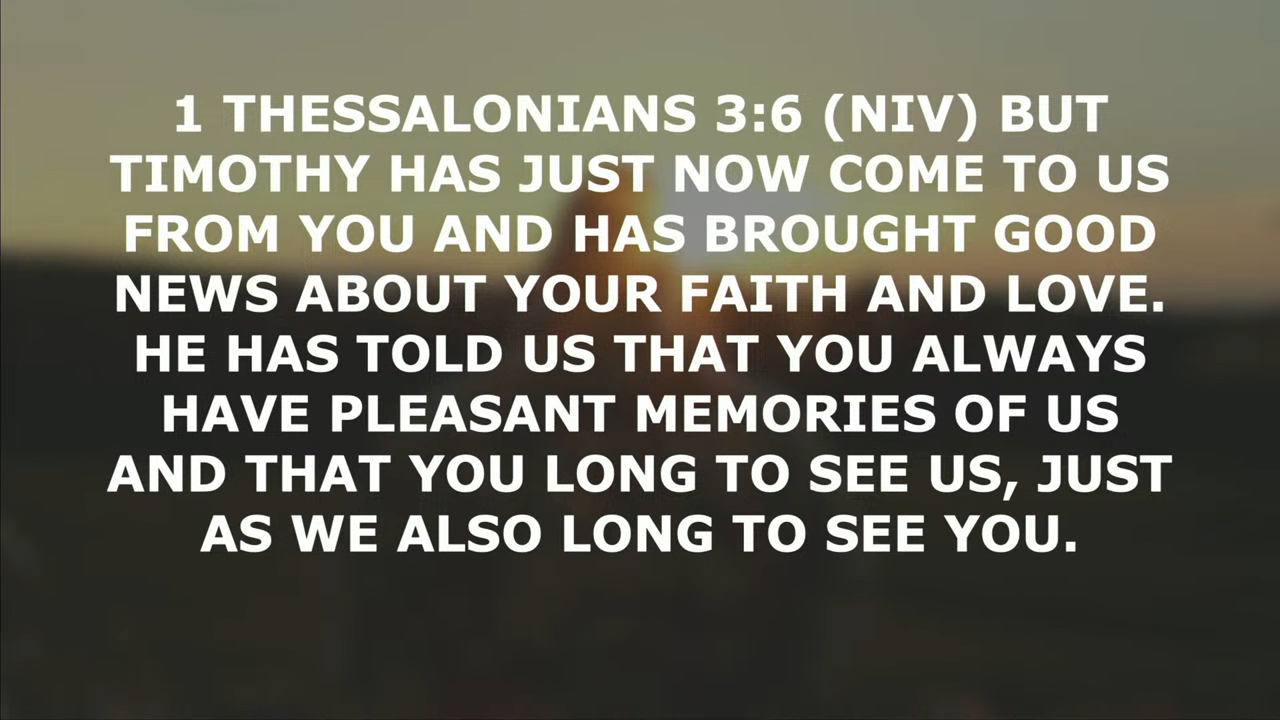 1 THESSALONIANS 3:6 (NIV) BUT
TIMOTHY HAS JUST NOW COME TO US
FROM YOU AND HAS BROUGHT GOOD
NEWS ABOUT YOUR FAITH AND LOVE.
HE HAS TOLD US THAT YOU ALWAYS
HAVE PLEASANT MEMORIES OF US
AND THAT YOU LONG TO SEE US, JUST
AS WE ALSO LONG TO SEE YOU.